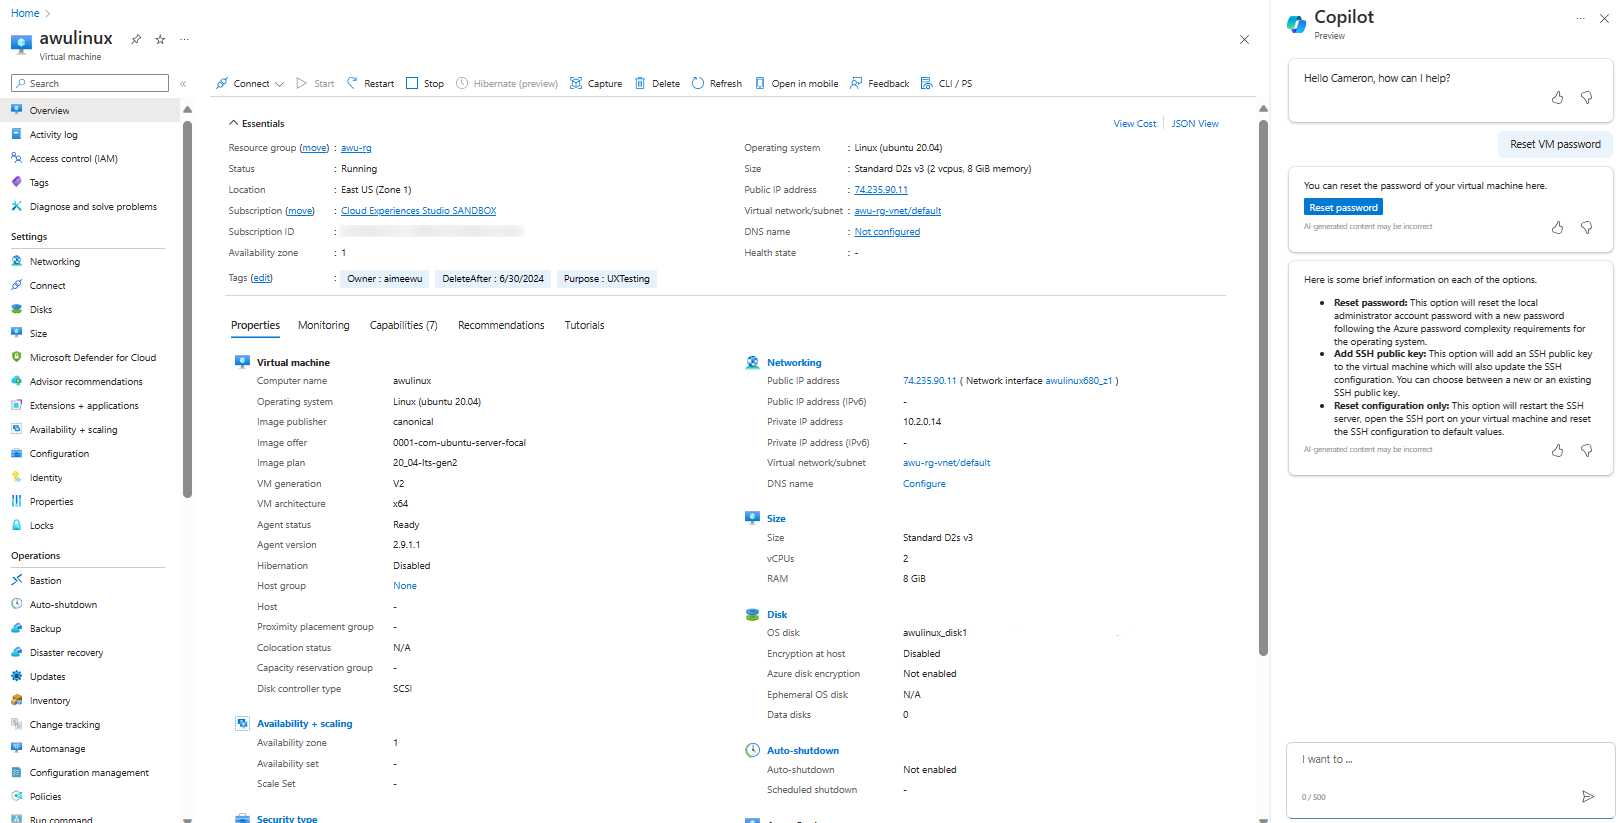 Home
awulinux
Virtual machine
Search
Overview
Activity log
Access control (IAM)
Tags
Diagnose and solve problems
Settings
Networking
Connect
Disks
Size
Microsoft Defender for Cloud
Advisor recommendations
Extensions + applications
Availability + scaling
Configuration
Identity
Properties
Locks
Operations
Bastion
Auto-shutdown
Backup
Disaster recovery
Updates
Inventory
Change tracking
Automanage
Configuration management
Policies
Run command
Connect Start Restart Stop Hibernate (preview) Capture Delete Refresh Open in mobile Feedback CLI / PS
Essentials
View Cost JSON View
Resource group (move) : awu-rg
Status : Running
Location : East US (Zone 1)
Subscription (move) : Cloud Experiences Studio SANDBOX
Subscription ID :
Availability zone : 1
Operating system : Linux (ubuntu 20.04)
Size : Standard D2s v3 (2 vcpus, 8 GiB memory)
Public IP address : 74.235.90.11
Virtual network/subnet : awu-rg-vnet/default
DNS name : Not configured
Health state : -
Tags (edit) : Owner : aimeewu DeleteAfter : 6/30/2024 Purpose : UXTesting
Properties Monitoring Capabilities (7) Recommendations Tutorials
Virtual machine
Computer name awulinux
Operating system Linux (ubuntu 20.04)
Image publisher canonical
Image offer 0001-com-ubuntu-server-focal
Image plan 20_04-lts-gen2
VM generation V2
VM architecture x64
Agent status Ready
Agent version 2.9.1.1
Hibernation Disabled
Host group None
Host -
Proximity placement group -
Colocation status N/A
Capacity reservation group -
Disk controller type SCSI
Availability + scaling
Availability zone 1
Availability set -
Scale Set -
Security type
Networking
Public IP address 74.235.90.11 ( Network interface awulinux680_z1 )
Public IP address (IPv6) -
Private IP address 10.2.0.14
Private IP address (IPv6) -
Virtual network/subnet awu-rg-vnet/default
DNS name Configure
Size
Size Standard D2s v3
vCPUs 2
RAM 8 GiB
Disk
OS disk awulinux_disk1
Encryption at host Disabled
Azure disk encryption Not enabled
Ephemeral OS disk N/A
Data disks 0
Auto-shutdown
Auto-shutdown Not enabled
Scheduled shutdown -
Copilot
Preview
Hello Cameron, how can I help?
Reset VM password
You can reset the password of your virtual machine here.
Reset password
AI-generated content may be incorrect
Here is some brief information on each of the options.
• Reset password: This option will reset the local
administrator account password with a new password
following the Azure password complexity requirements for
the operating system.
• Add SSH public key: This option will add an SSH public key
to the virtual machine which will also update the SSH
configuration. You can choose between a new or an existing
SSH public key.
• Reset configuration only: This option will restart the SSH
server, open the SSH port on your virtual machine and reset
the SSH configuration to default values.
AI-generated content may be incorrect
I want to ...
0 / 500